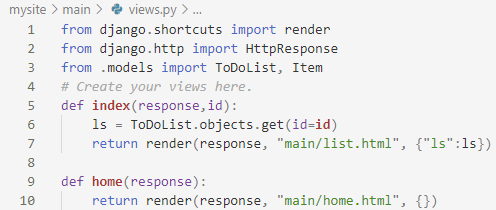 mysite > main > views.py > ...
1 from django.shortcuts import render
2 from django.http import HttpResponse
3 from .models import ToDoList, Item
4 # Create your views here.
5 def index(response,id):
6     ls = ToDoList.objects.get(id=id)
7     return render(response, "main/list.html", {"ls":ls})
8
9 def home(response):
10     return render(response, "main/home.html", {})